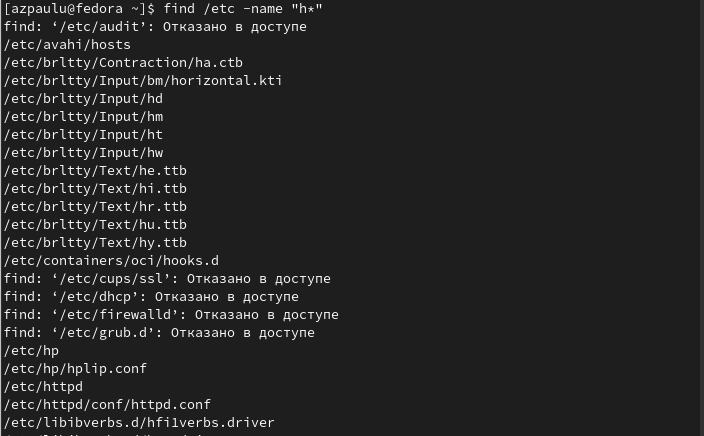 [azpaulu@fedora ~]$ find /etc -name "h*"
find: ‘/etc/audit’: Отказано в доступе
/etc/avahi/hosts
/etc/brltty/Contraction/ha.ctb
/etc/brltty/Input/bm/horizontal.kti
/etc/brltty/Input/hd
/etc/brltty/Input/hm
/etc/brltty/Input/ht
/etc/brltty/Input/hw
/etc/brltty/Text/he.ttb
/etc/brltty/Text/hi.ttb
/etc/brltty/Text/hr.ttb
/etc/brltty/Text/hu.ttb
/etc/brltty/Text/hy.ttb
/etc/containers/oci/hooks.d
find: ‘/etc/cups/ssl’: Отказано в доступе
find: ‘/etc/dhcp’: Отказано в доступе
find: ‘/etc/firewalld’: Отказано в доступе
find: ‘/etc/grub.d’: Отказано в доступе
/etc/hp
/etc/hp/hplip.conf
/etc/httpd
/etc/httpd/conf/httpd.conf
/etc/libibverbs.d/hfi1verbs.driver